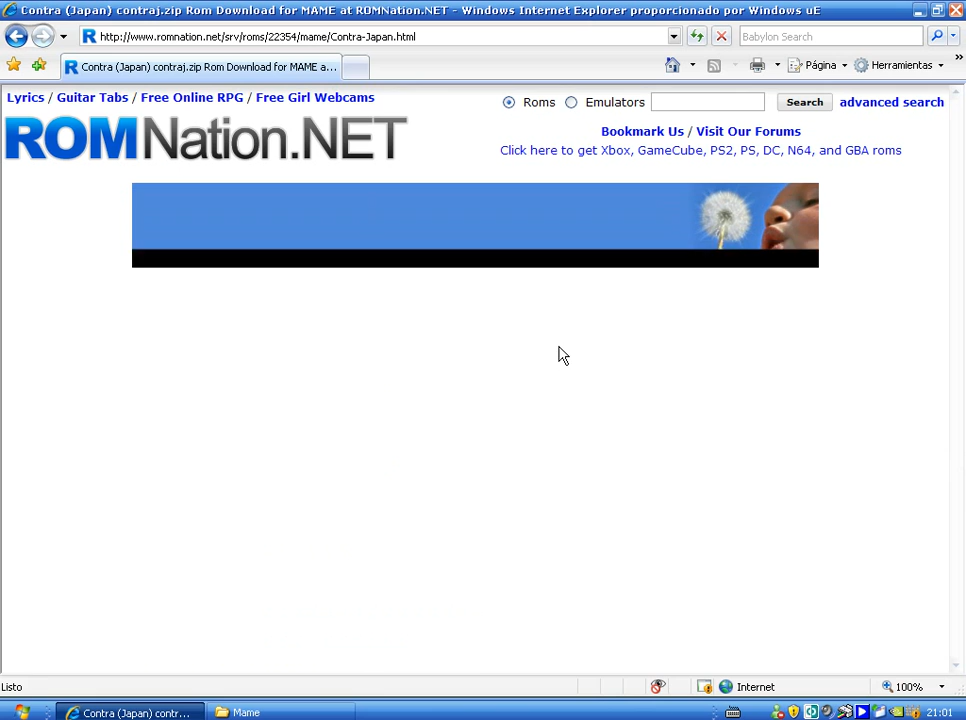 Contra (Japan) contraj.zip Rom Download for MAME at ROMNation.NET - Windows Internet Explorer proporcionado por Windows uE
http://www.romnation.net/srv/roms/22354/mame/Contra-Japan.html
Babylon Search
Contra (Japan) contraj.zip Rom Download for MAME a...
Página
Herramientas
Lyrics / Guitar Tabs / Free Online RPG / Free Girl Webcams
Roms Emulators Search advanced search
ROMNation.NET
Bookmark Us / Visit Our Forums
Click here to get Xbox, GameCube, PS2, PS, DC, N64, and GBA roms
Listo
Internet
100%
Contra (Japan) contr...
Mame
21:01